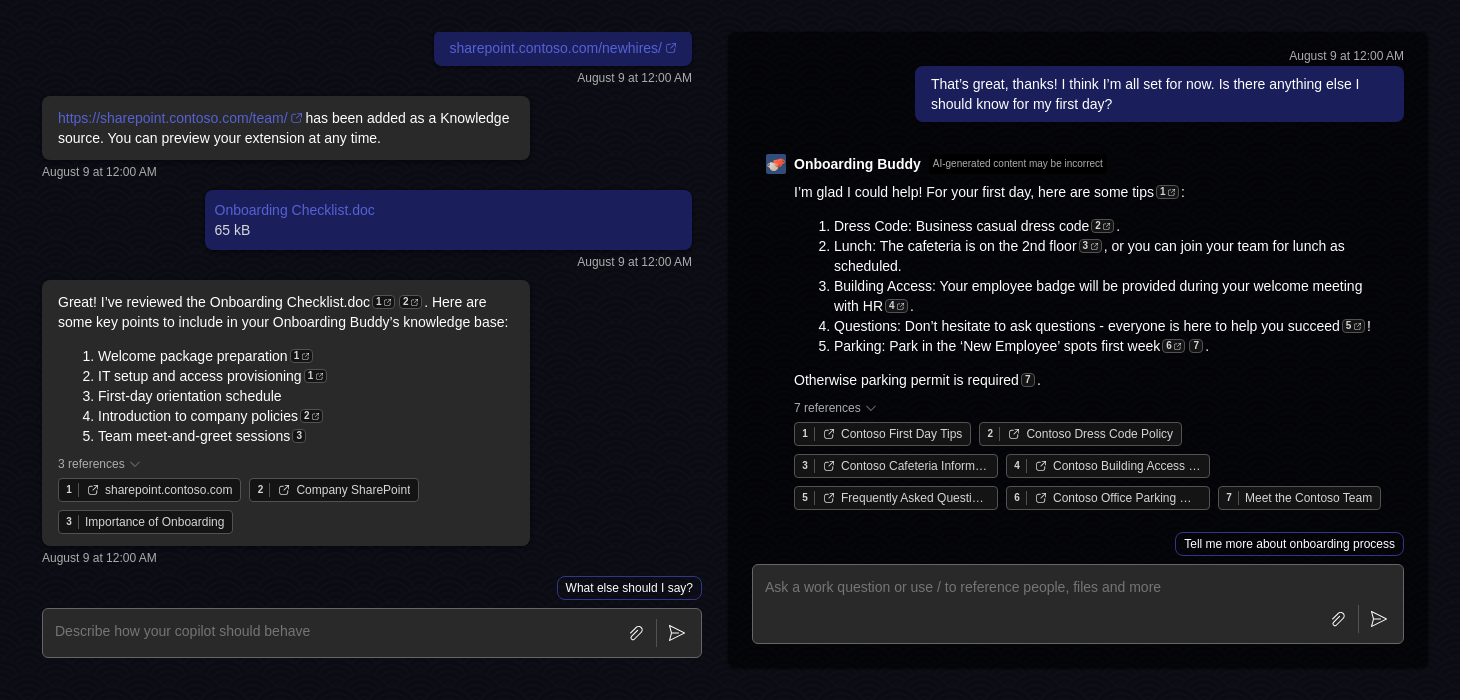 sharepoint.contoso.com/newhires/
August 9 at 12:00 AM
https://sharepoint.contoso.com/team/ has been added as a Knowledge
source. You can preview your extension at any time.
August 9 at 12:00 AM
Onboarding Checklist.doc
65 kB
August 9 at 12:00 AM
Great! I’ve reviewed the Onboarding Checklist.doc 1 2 . Here are
some key points to include in your Onboarding Buddy’s knowledge base:
1. Welcome package preparation 1
2. IT setup and access provisioning 1
3. First-day orientation schedule
4. Introduction to company policies 2
5. Team meet-and-greet sessions 3
3 references
1 sharepoint.contoso.com 2 Company SharePoint
3 Importance of Onboarding
August 9 at 12:00 AM
What else should I say?
Describe how your copilot should behave
August 9 at 12:00 AM
That’s great, thanks! I think I’m all set for now. Is there anything else I
should know for my first day?
Onboarding Buddy AI-generated content may be incorrect
I’m glad I could help! For your first day, here are some tips 1 :
1. Dress Code: Business casual dress code 2 .
2. Lunch: The cafeteria is on the 2nd floor 3 , or you can join your team for lunch as
scheduled.
3. Building Access: Your employee badge will be provided during your welcome meeting
with HR 4 .
4. Questions: Don’t hesitate to ask questions - everyone is here to help you succeed 5 !
5. Parking: Park in the ‘New Employee’ spots first week 6 7 .
Otherwise parking permit is required 7 .
7 references
1 Contoso First Day Tips 2 Contoso Dress Code Policy
3 Contoso Cafeteria Inform… 4 Contoso Building Access …
5 Frequently Asked Questi… 6 Contoso Office Parking … 7 Meet the Contoso Team
Tell me more about onboarding process
Ask a work question or use / to reference people, files and more